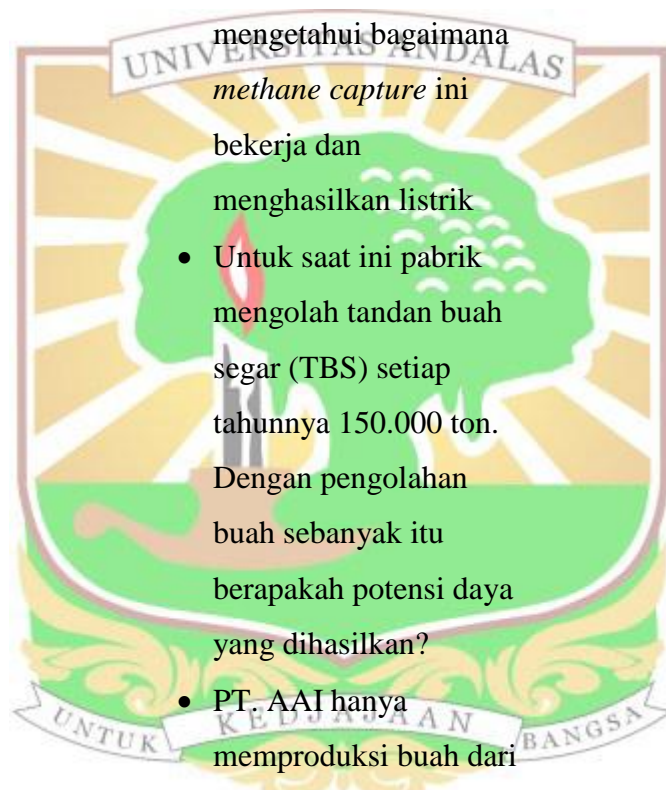 mengetahui bagaimana
UNIVERSITAS ANDALAS
methane capture ini
bekerja dan
menghasilkan listrik
• Untuk saat ini pabrik
mengolah tandan buah
segar (TBS) setiap
tahunnya 150.000 ton.
Dengan pengolahan
buah sebanyak itu
berapakah potensi daya
yang dihasilkan?
• PT. AAI hanya
UNTUK KEDJAJAAN BANGSA
memproduksi buah dari